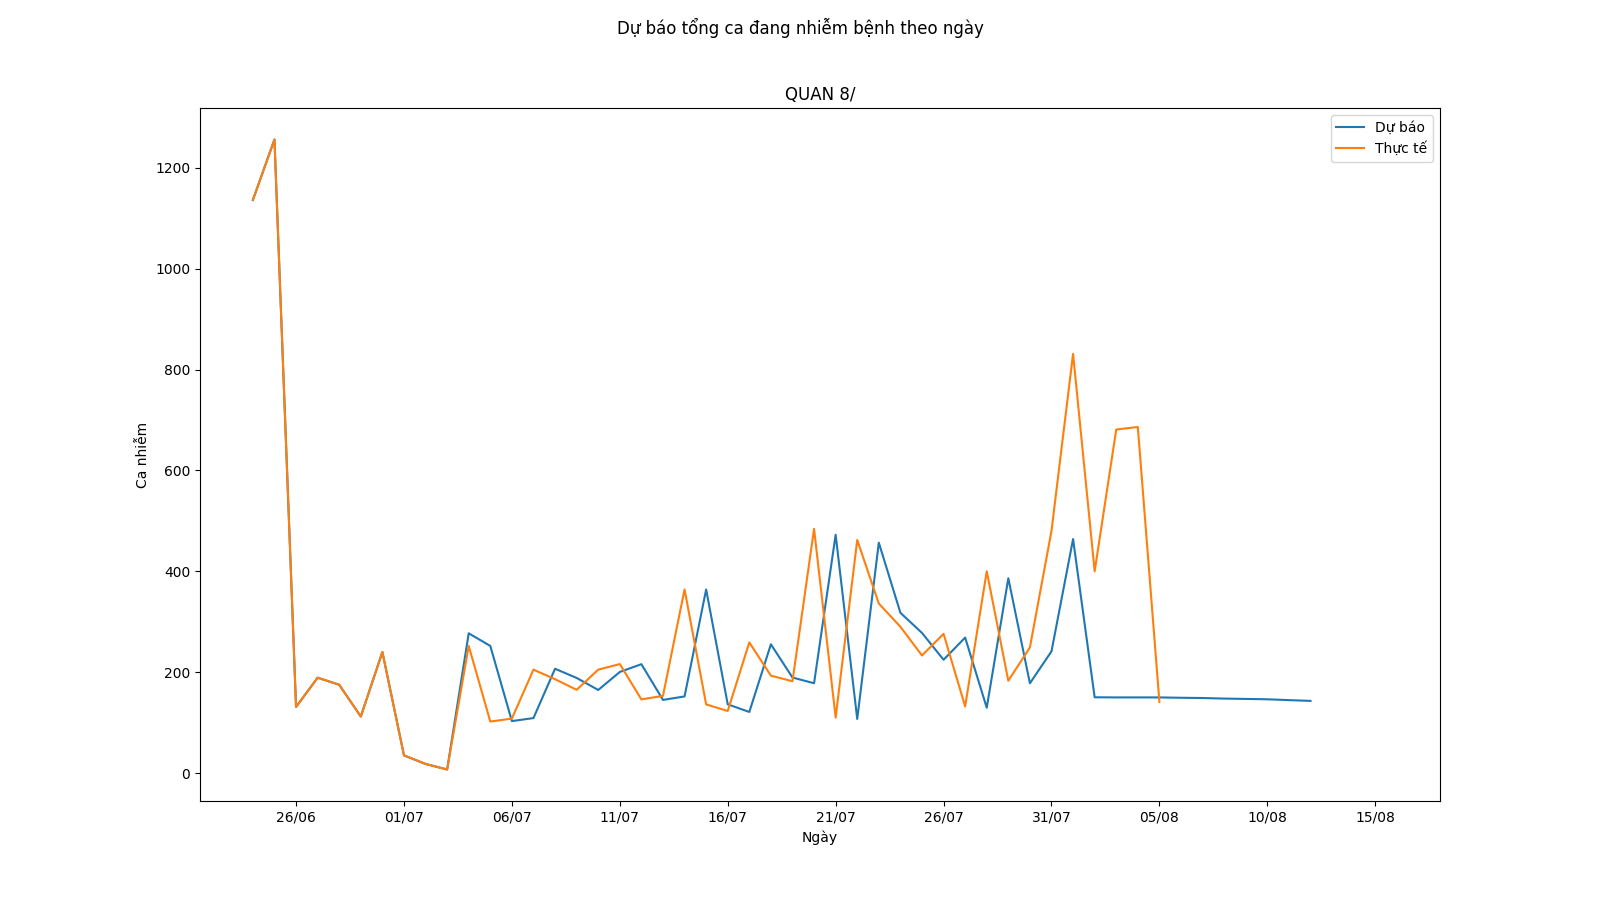 Dự báo tổng ca đang nhiễm bệnh theo ngày
QUAN 8/
Dự báo
Thực tế
1200
1000
800
600
400
200
0
Ca nhiễm
26/06 01/07 06/07 11/07 16/07 21/07 26/07 31/07 05/08 10/08 15/08
Ngày